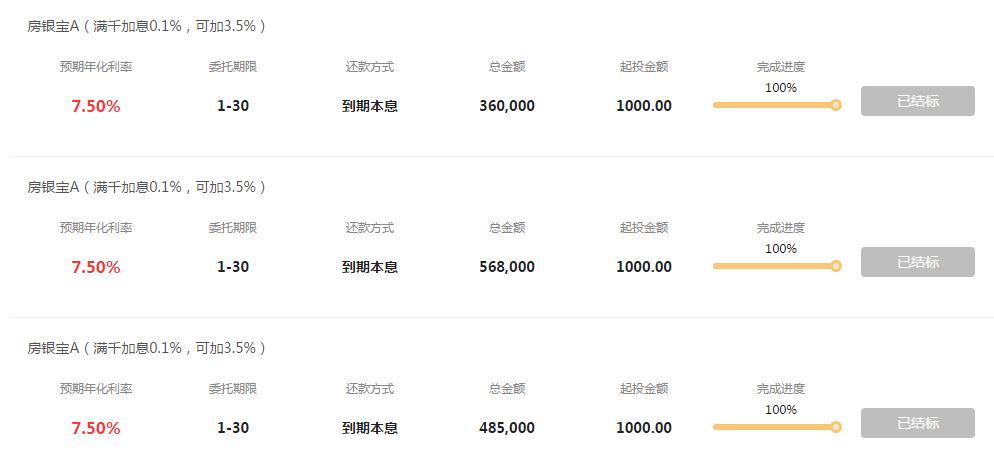 房银宝A（满千加息0.1%，可加3.5%）
预期年化利率 委托期限 还款方式 总金额 起投金额 完成进度
100%
7.50% 1-30 到期本息 360,000 1000.00 已结标
房银宝A（满千加息0.1%，可加3.5%）
预期年化利率 委托期限 还款方式 总金额 起投金额 完成进度
100%
7.50% 1-30 到期本息 568,000 1000.00 已结标
房银宝A（满千加息0.1%，可加3.5%）
预期年化利率 委托期限 还款方式 总金额 起投金额 完成进度
100%
7.50% 1-30 到期本息 485,000 1000.00 已结标